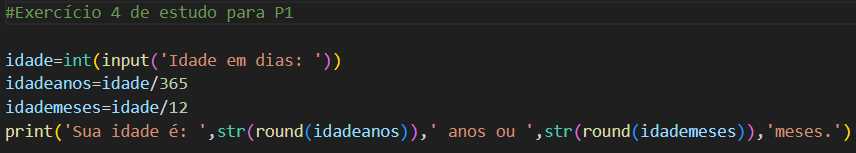 #Exercício 4 de estudo para P1
idade=int(input('Idade em dias: '))
idadeanos=idade/365
idademeses=idade/12
print('Sua idade é: ',str(round(idadeanos)),' anos ou ',str(round(idademeses)),'meses.')